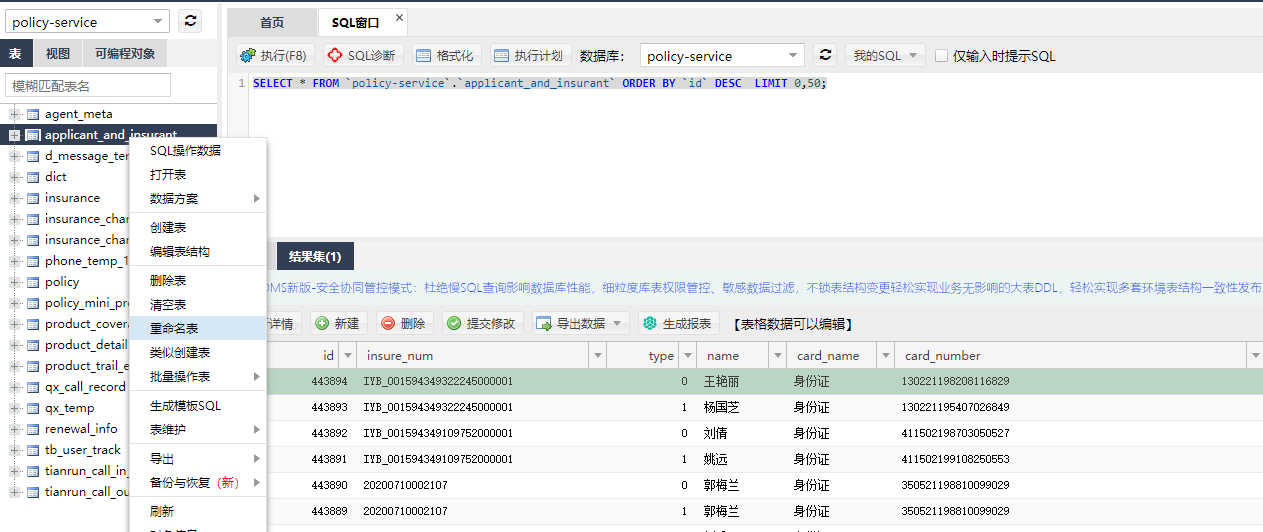 policy-service
首页
SQL窗口
表
视图
可编程对象
执行(F8)
SQL诊断
格式化
执行计划
数据库：
policy-service
我的SQL
仅输入时提示SQL
模糊匹配表名
1 SELECT * FROM `policy-service`.`applicant_and_insurant` ORDER BY `id` DESC  LIMIT 0,50;
agent_meta
applicant_and_insurant
d_message_ter
dict
insurance
insurance_char
insurance_char
phone_temp_1
policy
policy_mini_pr
product_covera
product_detail
product_trail_e
qx_call_record
qx_temp
renewal_info
tb_user_track
tianrun_call_in_
tianrun_call_ou
SQL操作数据
打开表
数据方案
创建表
编辑表结构
删除表
清空表
重命名表
类似创建表
批量操作表
生成模板SQL
表维护
导出
备份与恢复（新）
刷新
结果集(1)
DMS新版-安全协同管控模式：杜绝慢SQL查询影响数据库性能，细粒度库表权限管控、敏感数据过滤，不锁表结构变更轻松实现业务无影响的大表DDL，轻松实现多套环境表结构一致性发布
详情
新建
删除
提交修改
导出数据
生成报表
【表格数据可以编辑】
id insure_num type name card_name card_number
443894 IYB_001594349322245000001 0 王艳丽 身份证 130221198208116829
443893 IYB_001594349322245000001 1 杨国芝 身份证 130221195407026849
443892 IYB_001594349109752000001 0 刘倩 身份证 411502198703050527
443891 IYB_001594349109752000001 1 姚远 身份证 411502199108250553
443890 20200710002107 0 郭梅兰 身份证 350521198810099029
443889 20200710002107 1 郭梅兰 身份证 350521198810099029